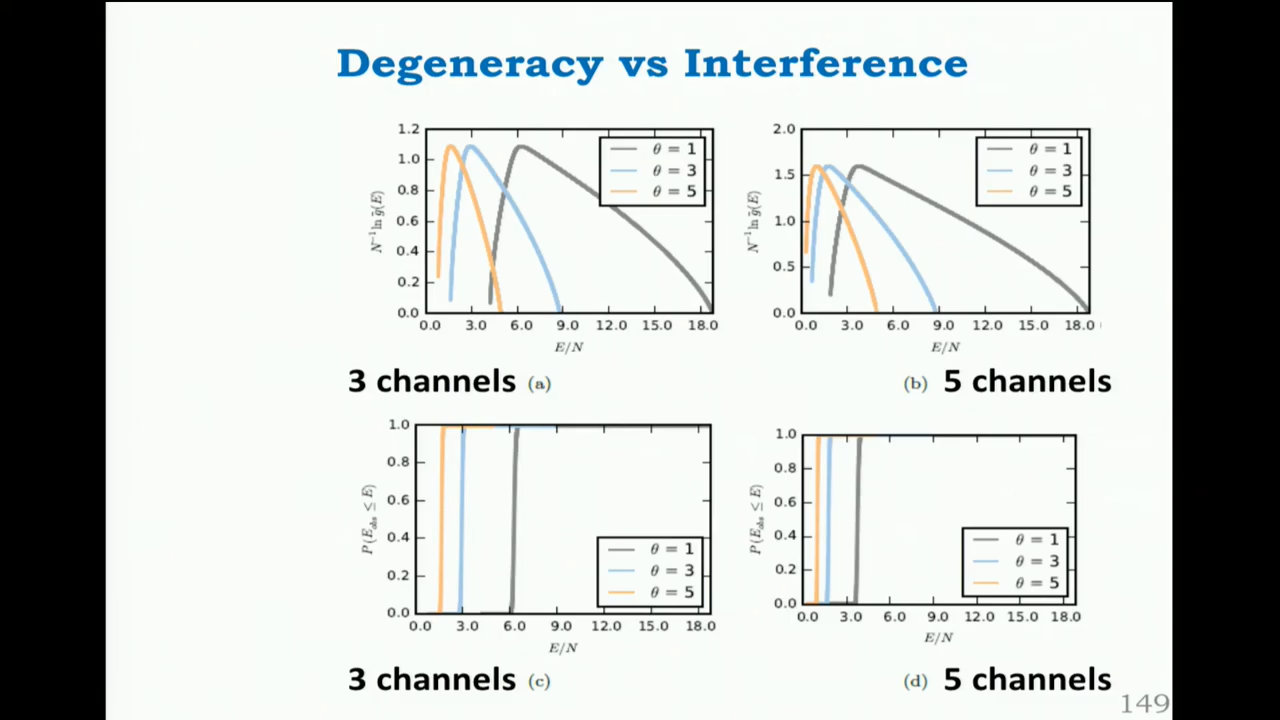 Degeneracy vs Interference
1.2
1.0
0.8
0.6
0.4
0.2
0.0
N⁻¹ ln g̃(E)
θ = 1
θ = 3
θ = 5
0.0 3.0 6.0 9.0 12.0 15.0 18.0
E/N
3 channels (a)
2.0
1.5
1.0
0.5
0.0
N⁻¹ ln g̃(E)
θ = 1
θ = 3
θ = 5
0.0 3.0 6.0 9.0 12.0 15.0 18.0
E/N
(b) 5 channels
1.0
0.8
0.6
0.4
0.2
0.0
P(E_obs ≤ E)
θ = 1
θ = 3
θ = 5
0.0 3.0 6.0 9.0 12.0 15.0 18.0
E/N
3 channels (c)
1.0
0.8
0.6
0.4
0.2
0.0
P(E_obs ≤ E)
θ = 1
θ = 3
θ = 5
0.0 3.0 6.0 9.0 12.0 15.0 18.0
E/N
(d) 5 channels
149